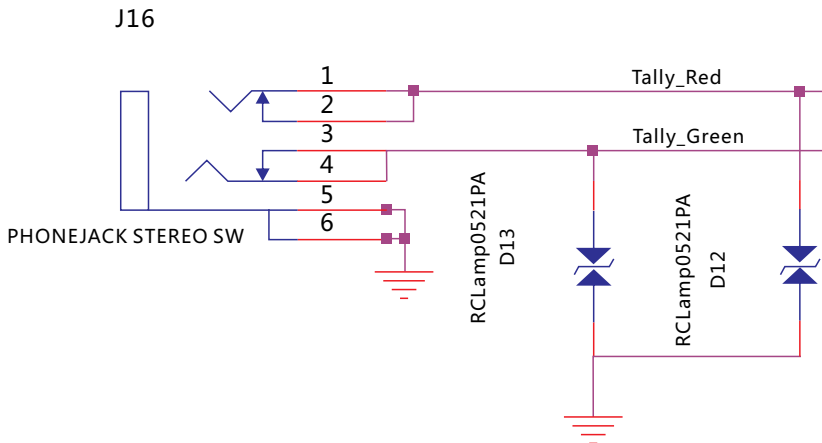 J16
1
Tally_Red
2
3
Tally_Green
4
5
6
PHONEJACK STEREO SW
RCLamp0521PA
D13
RCLamp0521PA
D12